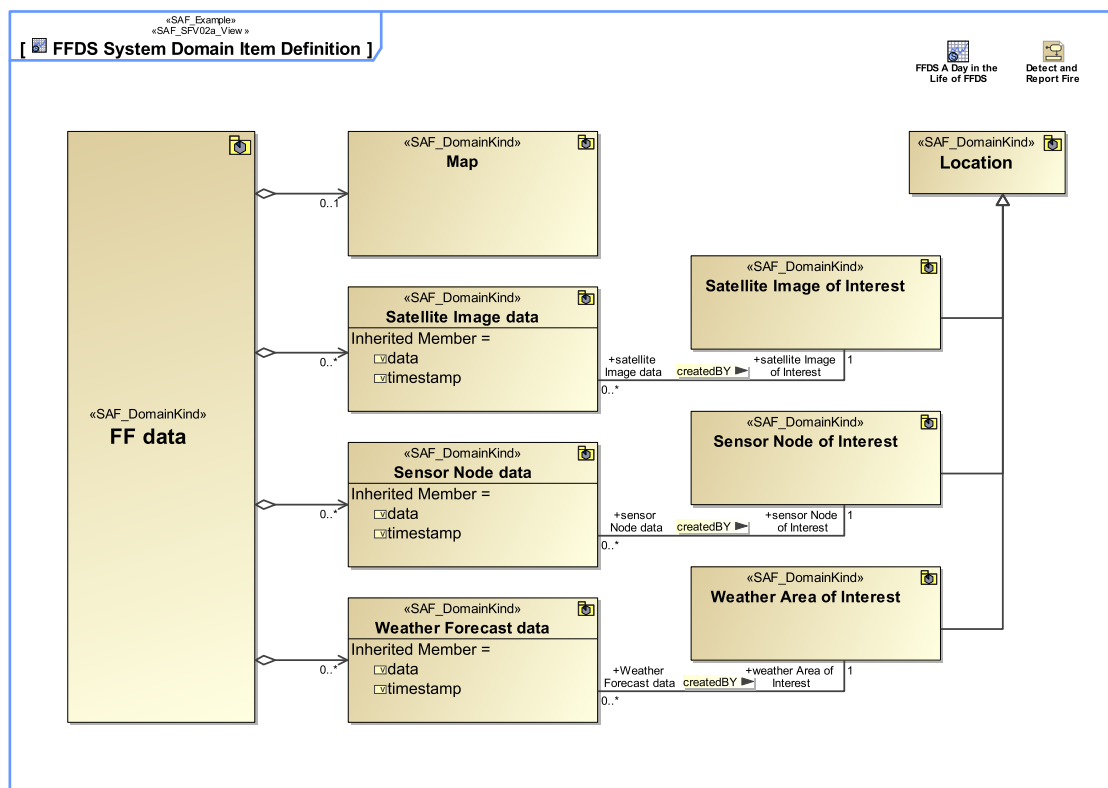 «SAF_Example»
«SAF_SFV02a_View »
[ FFDS System Domain Item Definition ]
FFDS A Day in the
Life of FFDS
Detect and
Report Fire
«SAF_DomainKind»
FF data
«SAF_DomainKind»
Map
0..1
«SAF_DomainKind»
Location
«SAF_DomainKind»
Satellite Image data
Inherited Member =
data
timestamp
0..*
«SAF_DomainKind»
Satellite Image of Interest
+satellite
Image data
createdBY
+satellite Image
of Interest
1
0..*
«SAF_DomainKind»
Sensor Node data
Inherited Member =
data
timestamp
0..*
«SAF_DomainKind»
Sensor Node of Interest
+sensor
Node data
createdBY
+sensor Node
of Interest
1
0..*
«SAF_DomainKind»
Weather Forecast data
Inherited Member =
data
timestamp
0..*
«SAF_DomainKind»
Weather Area of Interest
+Weather
Forecast data
createdBY
+weather Area of
Interest
1
0..*